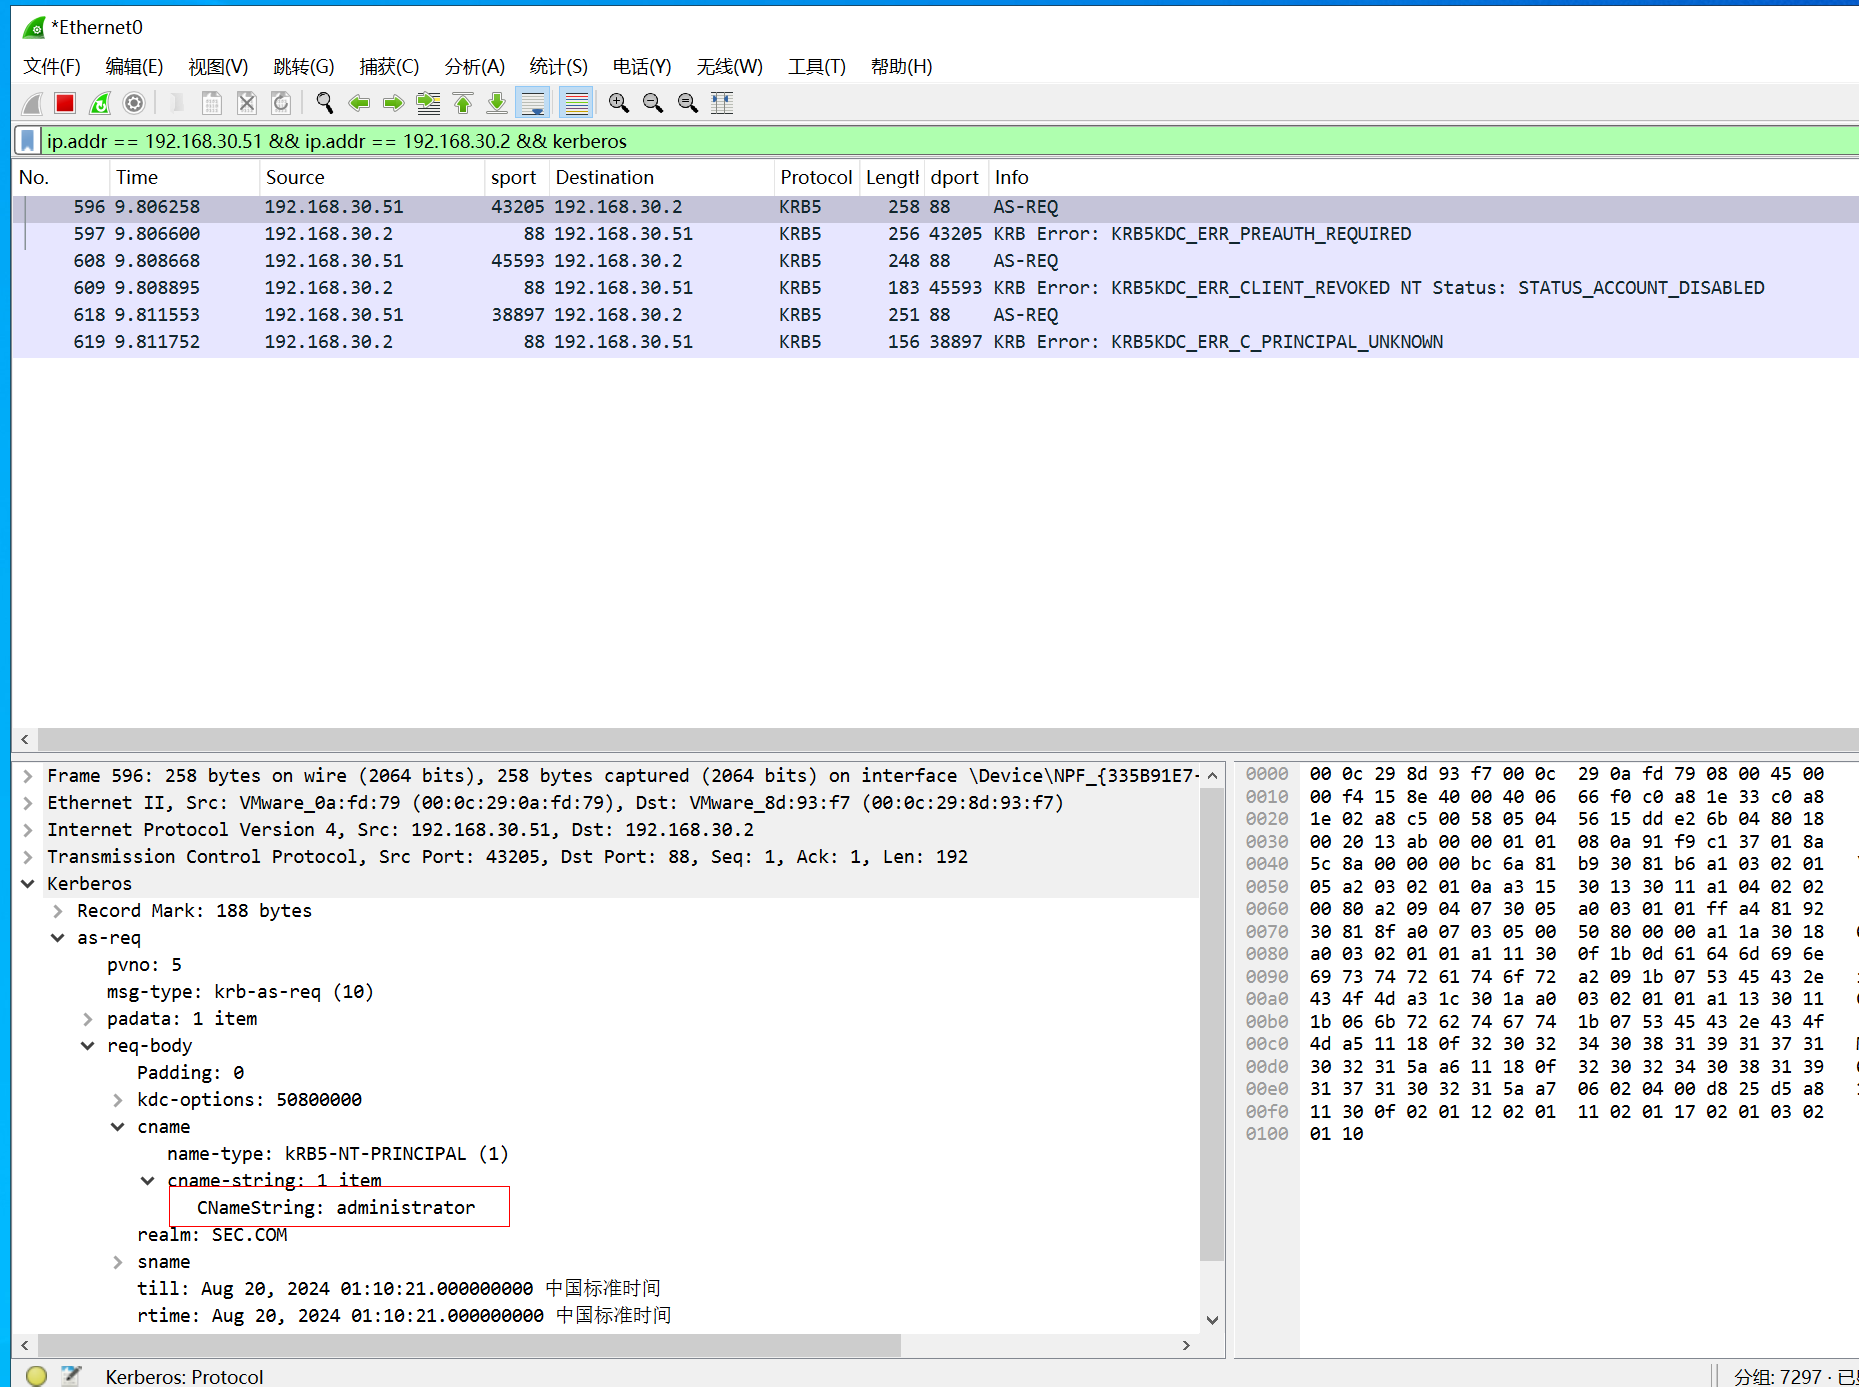 *Ethernet0
文件(F) 编辑(E) 视图(V) 跳转(G) 捕获(C) 分析(A) 统计(S) 电话(Y) 无线(W) 工具(T) 帮助(H)
ip.addr == 192.168.30.51 && ip.addr == 192.168.30.2 && kerberos
No. Time Source sport Destination Protocol Length dport Info
596 9.806258 192.168.30.51 43205 192.168.30.2 KRB5 258 88 AS-REQ
597 9.806600 192.168.30.2 88 192.168.30.51 KRB5 256 43205 KRB Error: KRB5KDC_ERR_PREAUTH_REQUIRED
608 9.808668 192.168.30.51 45593 192.168.30.2 KRB5 248 88 AS-REQ
609 9.808895 192.168.30.2 88 192.168.30.51 KRB5 183 45593 KRB Error: KRB5KDC_ERR_CLIENT_REVOKED NT Status: STATUS_ACCOUNT_DISABLED
618 9.811553 192.168.30.51 38897 192.168.30.2 KRB5 251 88 AS-REQ
619 9.811752 192.168.30.2 88 192.168.30.51 KRB5 156 38897 KRB Error: KRB5KDC_ERR_C_PRINCIPAL_UNKNOWN
Frame 596: 258 bytes on wire (2064 bits), 258 bytes captured (2064 bits) on interface \Device\NPF_{335B91E7-
Ethernet II, Src: VMware_0a:fd:79 (00:0c:29:0a:fd:79), Dst: VMware_8d:93:f7 (00:0c:29:8d:93:f7)
Internet Protocol Version 4, Src: 192.168.30.51, Dst: 192.168.30.2
Transmission Control Protocol, Src Port: 43205, Dst Port: 88, Seq: 1, Ack: 1, Len: 192
Kerberos
Record Mark: 188 bytes
as-req
pvno: 5
msg-type: krb-as-req (10)
padata: 1 item
req-body
Padding: 0
kdc-options: 50800000
cname
name-type: kRB5-NT-PRINCIPAL (1)
cname-string: 1 item
CNameString: administrator
realm: SEC.COM
sname
till: Aug 20, 2024 01:10:21.000000000 中国标准时间
rtime: Aug 20, 2024 01:10:21.000000000 中国标准时间
0000 00 0c 29 8d 93 f7 00 0c 29 0a fd 79 08 00 45 00
0010 00 f4 15 8e 40 00 40 06 66 f0 c0 a8 1e 33 c0 a8
0020 1e 02 a8 c5 00 58 05 04 56 15 dd e2 6b 04 80 18
0030 00 20 13 ab 00 00 01 01 08 0a 91 f9 c1 37 01 8a
0040 5c 8a 00 00 00 bc 6a 81 b9 30 81 b6 a1 03 02 01
0050 05 a2 03 02 01 0a a3 15 30 13 30 11 a1 04 02 02
0060 00 80 a2 09 04 07 30 05 a0 03 01 01 ff a4 81 92
0070 30 81 8f a0 07 03 05 00 50 80 00 00 a1 1a 30 18
0080 a0 03 02 01 01 a1 11 30 0f 1b 0d 61 64 6d 69 6e
0090 69 73 74 72 61 74 6f 72 a2 09 1b 07 53 45 43 2e
00a0 43 4f 4d a3 1c 30 1a a0 03 02 01 01 a1 13 30 11
00b0 1b 06 6b 72 62 74 67 74 1b 07 53 45 43 2e 43 4f
00c0 4d a5 11 18 0f 32 30 32 34 30 38 31 39 31 37 31
00d0 30 32 31 5a a6 11 18 0f 32 30 32 34 30 38 31 39
00e0 31 37 31 30 32 31 5a a7 06 02 04 00 d8 25 d5 a8
00f0 11 30 0f 02 01 12 02 01 11 02 01 17 02 01 03 02
0100 01 10
Kerberos: Protocol
分组: 7297 · 已